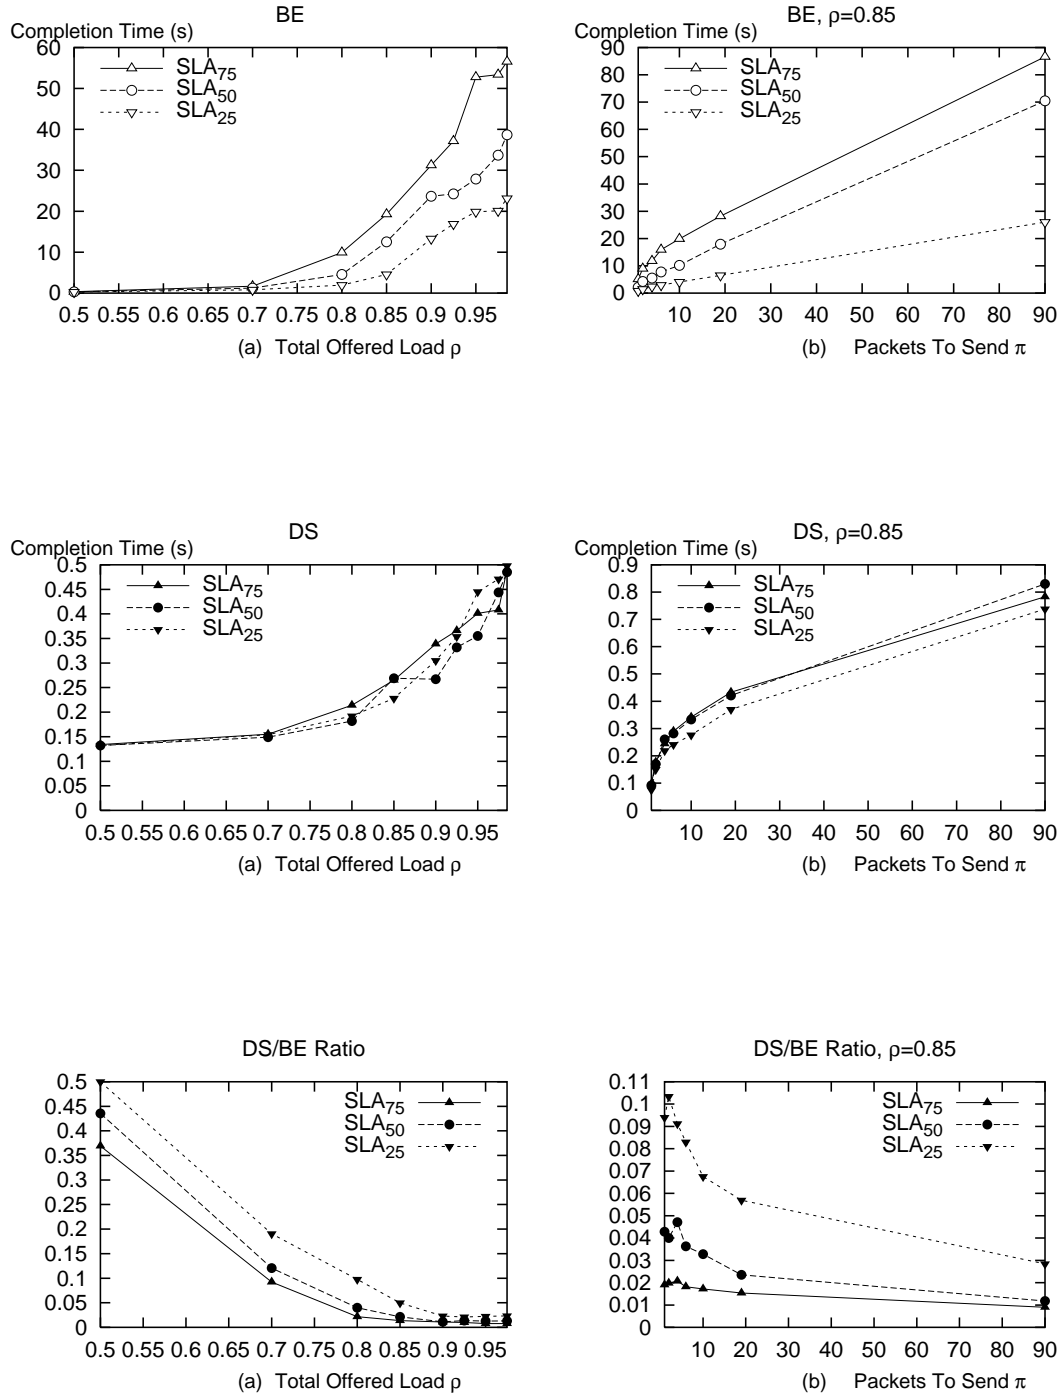 BE
Completion Time (s)
60
50
40
30
20
10
0
SLA75
SLA50
SLA25
0.5 0.55 0.6 0.65 0.7 0.75 0.8 0.85 0.9 0.95
(a) Total Offered Load ρ
BE, ρ=0.85
Completion Time (s)
90
80
70
60
50
40
30
20
10
0
SLA75
SLA50
SLA25
10 20 30 40 50 60 70 80 90
(b) Packets To Send π
DS
Completion Time (s)
0.5
0.45
0.4
0.35
0.3
0.25
0.2
0.15
0.1
0.05
0
SLA75
SLA50
SLA25
0.5 0.55 0.6 0.65 0.7 0.75 0.8 0.85 0.9 0.95
(a) Total Offered Load ρ
DS, ρ=0.85
Completion Time (s)
0.9
0.8
0.7
0.6
0.5
0.4
0.3
0.2
0.1
0
SLA75
SLA50
SLA25
10 20 30 40 50 60 70 80 90
(b) Packets To Send π
DS/BE Ratio
0.5
0.45
0.4
0.35
0.3
0.25
0.2
0.15
0.1
0.05
0
SLA75
SLA50
SLA25
0.5 0.55 0.6 0.65 0.7 0.75 0.8 0.85 0.9 0.95
(a) Total Offered Load ρ
DS/BE Ratio, ρ=0.85
0.11
0.1
0.09
0.08
0.07
0.06
0.05
0.04
0.03
0.02
0.01
0
SLA75
SLA50
SLA25
10 20 30 40 50 60 70 80 90
(b) Packets To Send π